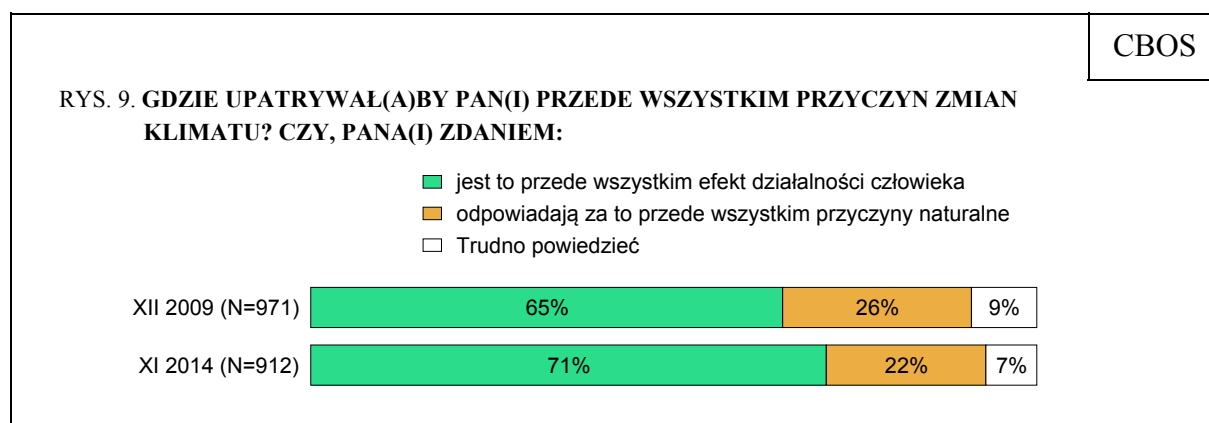 CBOS
RYS. 9. GDZIE UPATRYWAŁ(A)BY PAN(I) PRZEDE WSZYSTKIM PRZYCZYN ZMIAN
KLIMATU? CZY, PANA(I) ZDANIEM:
jest to przede wszystkim efekt działalności człowieka
odpowiadają za to przede wszystkim przyczyny naturalne
Trudno powiedzieć
XII 2009 (N=971) 65% 26% 9%
XI 2014 (N=912) 71% 22% 7%